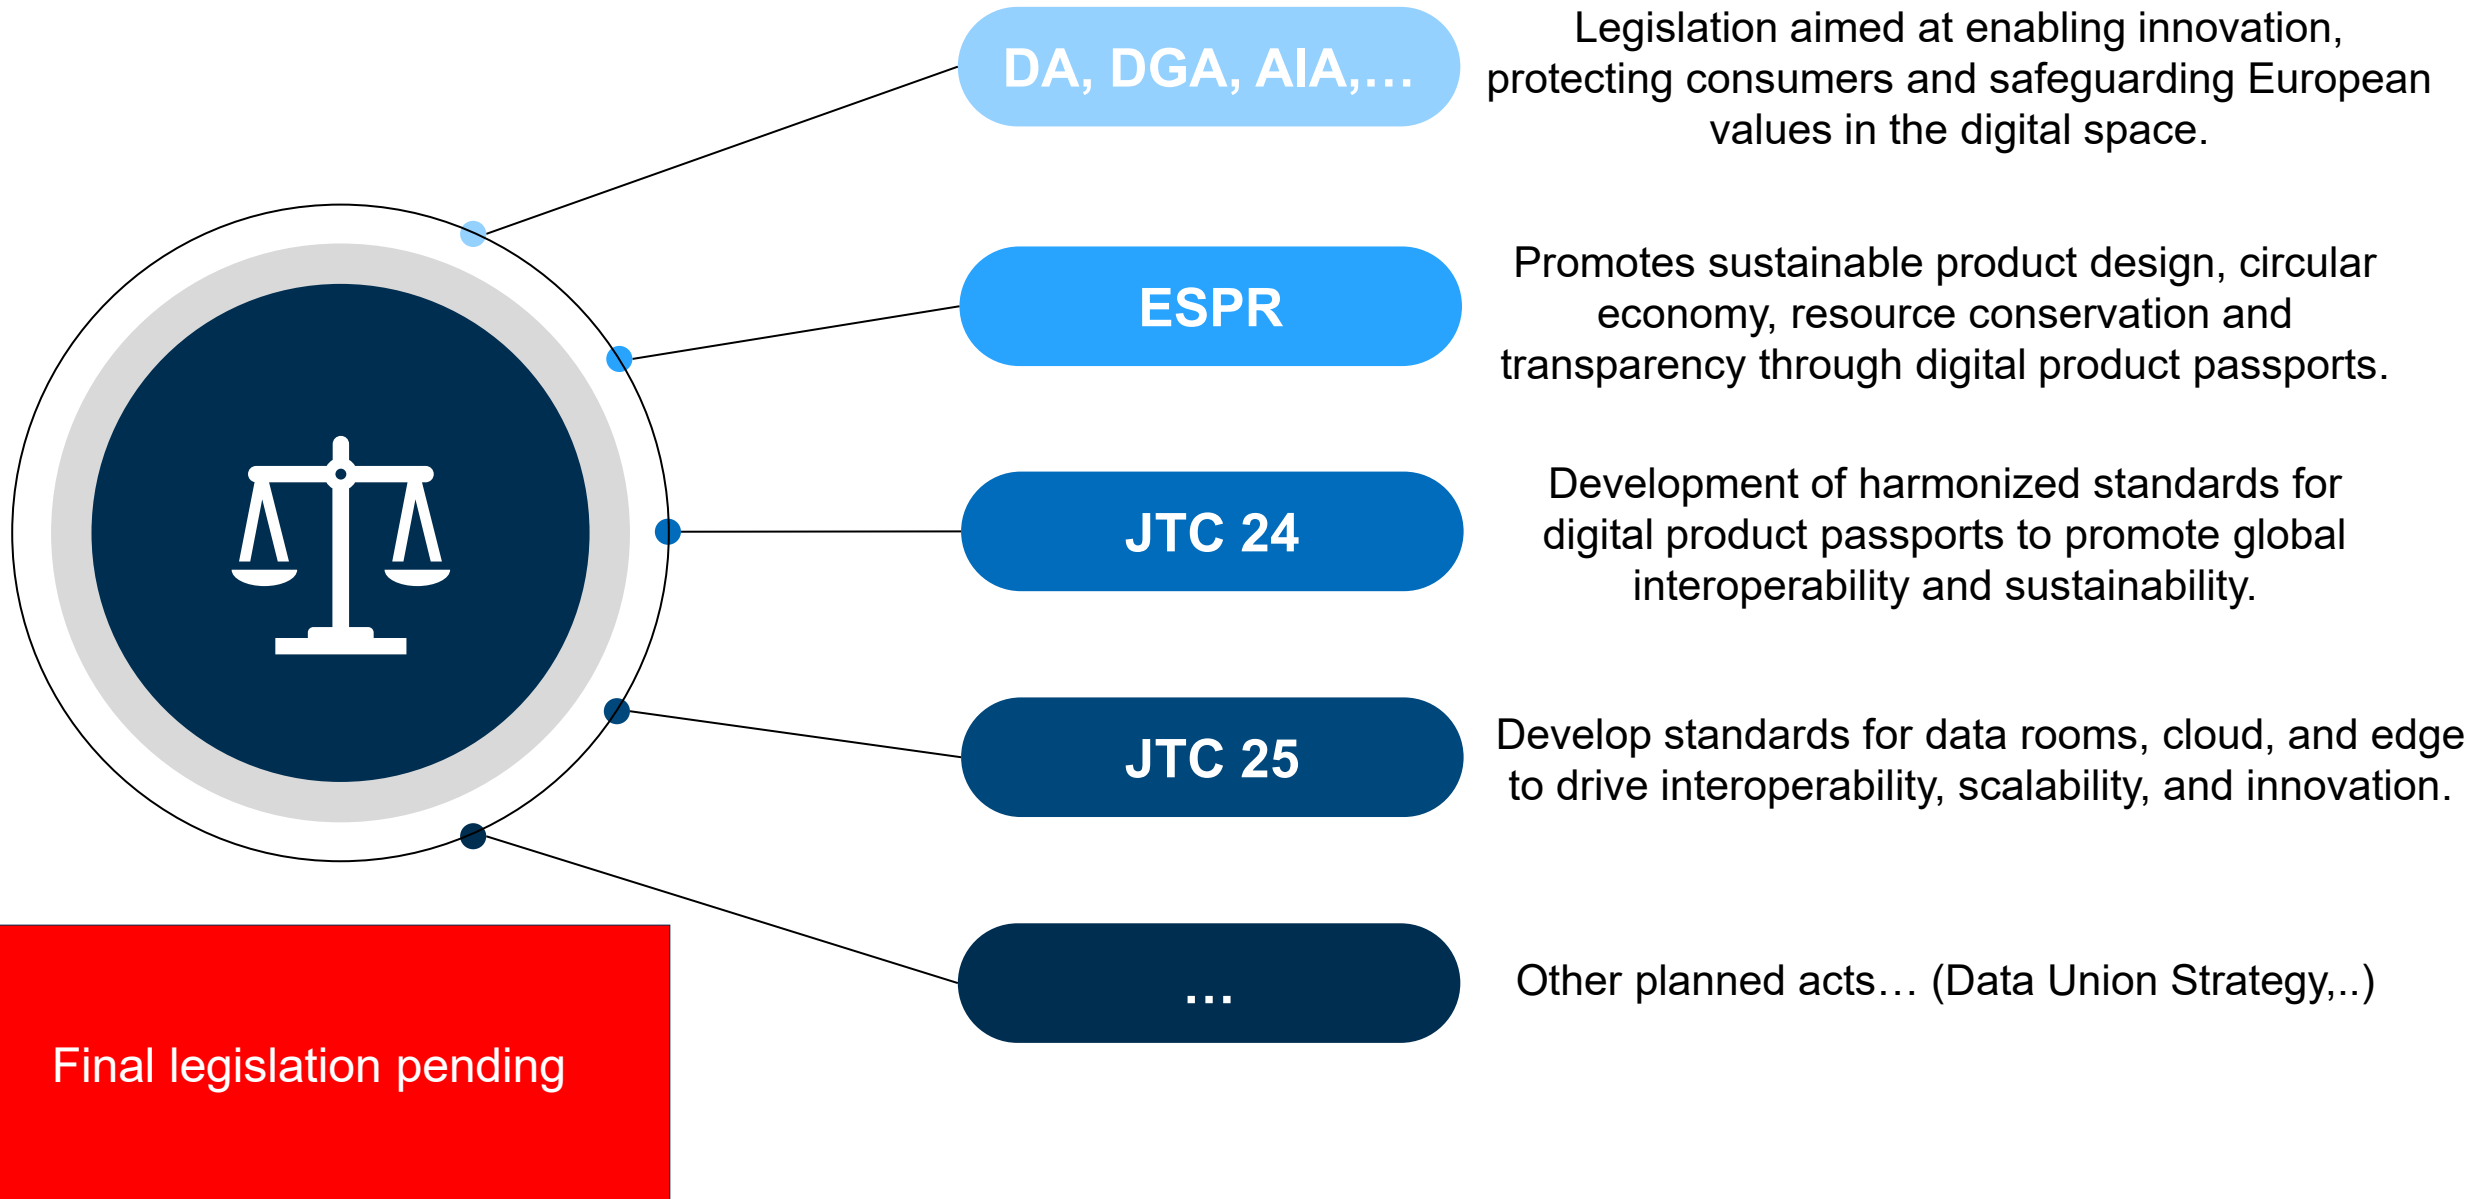 DA, DGA, AIA,…
Legislation aimed at enabling innovation,
protecting consumers and safeguarding European
values in the digital space.
ESPR
Promotes sustainable product design, circular
economy, resource conservation and
transparency through digital product passports.
JTC 24
Development of harmonized standards for
digital product passports to promote global
interoperability and sustainability.
JTC 25
Develop standards for data rooms, cloud, and edge
to drive interoperability, scalability, and innovation.
…
Other planned acts… (Data Union Strategy,..)
Final legislation pending